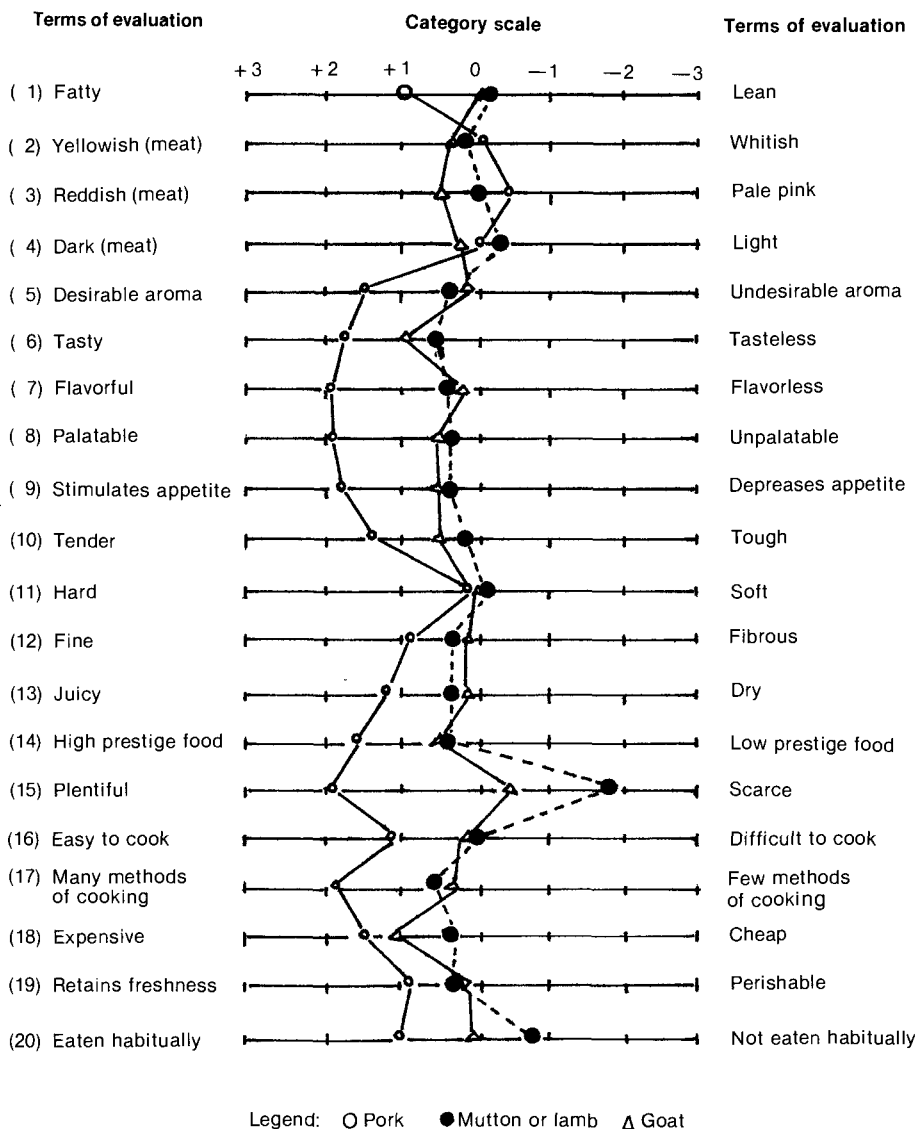 Terms of evaluation Category scale Terms of evaluation
+3 +2 +1 0 −1 −2 −3
( 1) Fatty Lean
( 2) Yellowish (meat) Whitish
( 3) Reddish (meat) Pale pink
( 4) Dark (meat) Light
( 5) Desirable aroma Undesirable aroma
( 6) Tasty Tasteless
( 7) Flavorful Flavorless
( 8) Palatable Unpalatable
( 9) Stimulates appetite Depreases appetite
(10) Tender Tough
(11) Hard Soft
(12) Fine Fibrous
(13) Juicy Dry
(14) High prestige food Low prestige food
(15) Plentiful Scarce
(16) Easy to cook Difficult to cook
(17) Many methods Few methods
of cooking of cooking
(18) Expensive Cheap
(19) Retains freshness Perishable
(20) Eaten habitually Not eaten habitually
Legend: Pork Mutton or lamb Goat